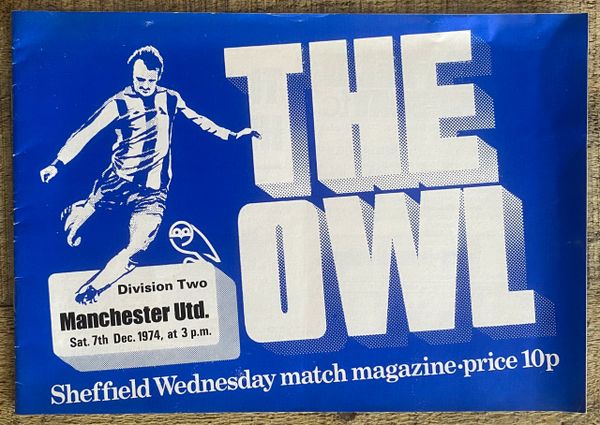 THE
OWL
Division Two
Manchester Utd.
Sat. 7th Dec. 1974, at 3 p.m.
Sheffield Wednesday match magazine·price 10p